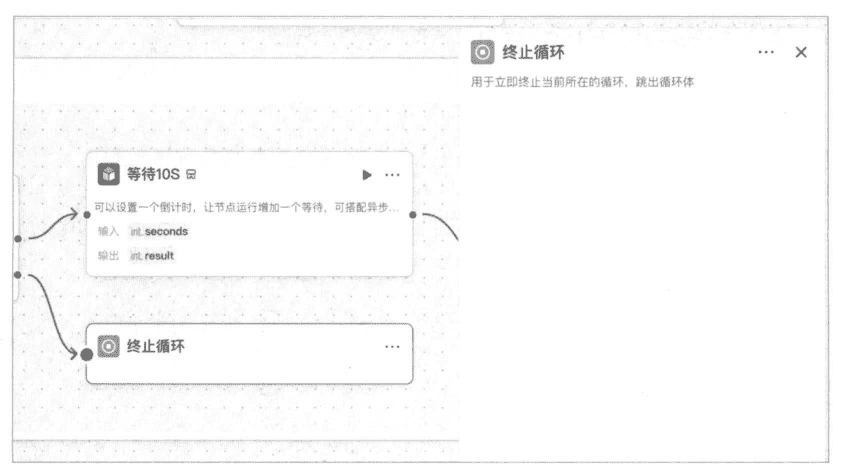 终止循环
用于立即终止当前所在的循环，跳出循环体
等待10S
可以设置一个倒计时，让节点运行增加一个等待，可搭配异步...
输入 int. seconds
输出 int. result
终止循环